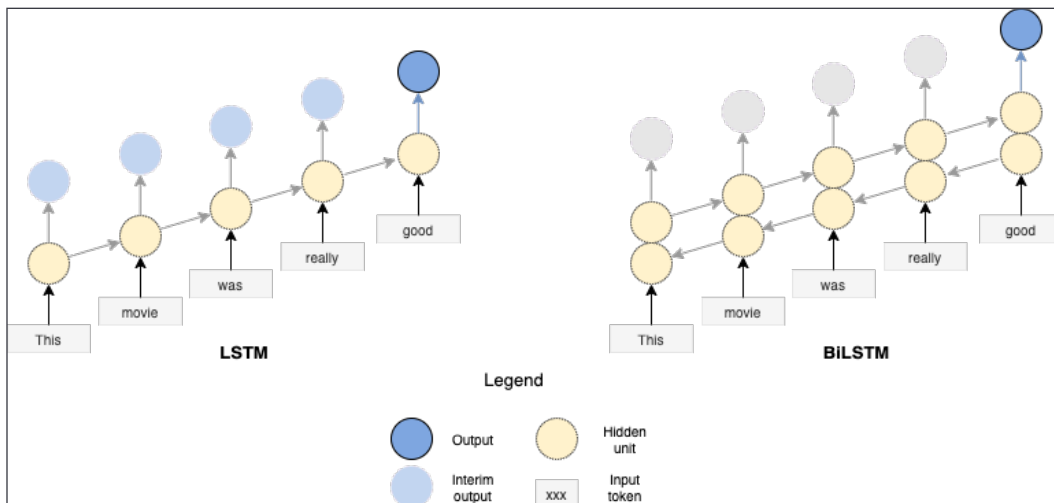 good
really
was
movie
This
LSTM
good
really
was
movie
This
BiLSTM
Legend
Output
Hidden
unit
Interim
output
xxx
Input
token